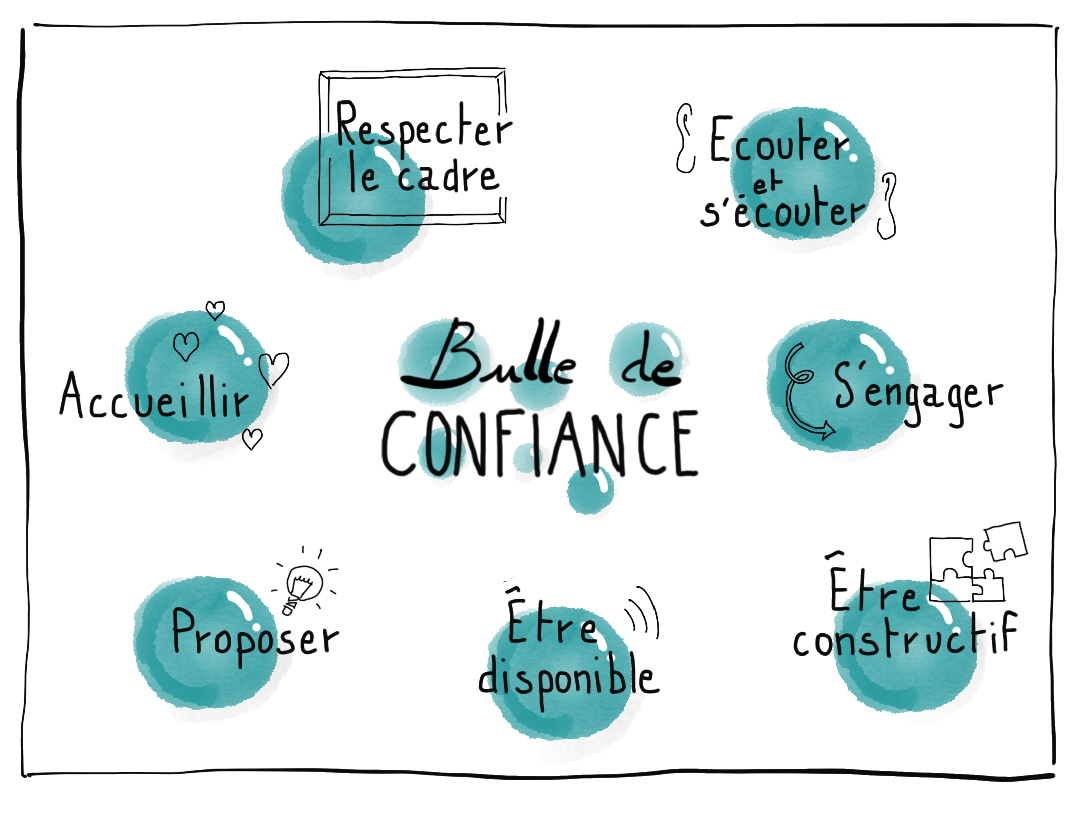 Respecter
le cadre
Ecouter
et
s'écouter
Accueillir
Bulle de
CONFIANCE
S'engager
Proposer
Être
disponible
Être
constructif